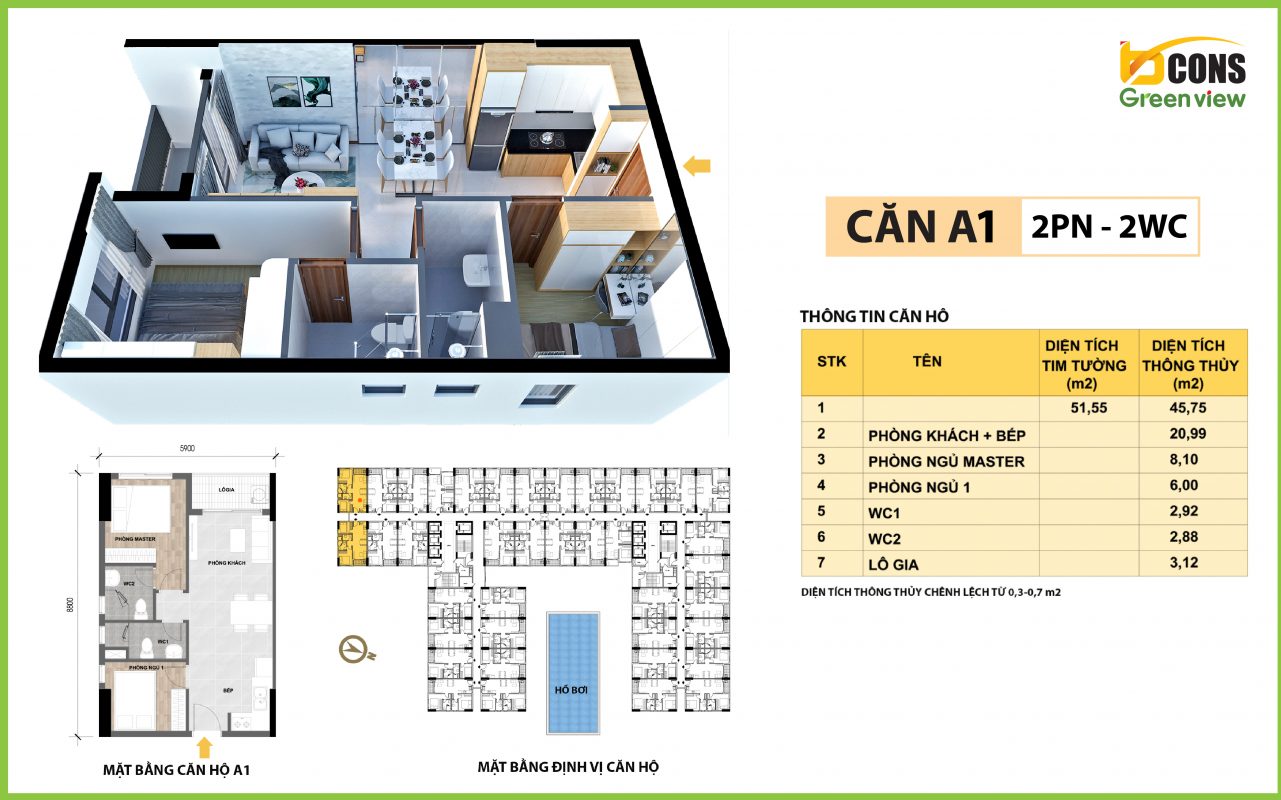 BCONS
Green view
CĂN A1
2PN - 2WC
THÔNG TIN CĂN HÔ
STK TÊN DIỆN TÍCH TIM TƯỜNG (m2) DIỆN TÍCH THÔNG THỦY (m2)
1 51,55 45,75
2 PHÒNG KHÁCH + BÉP 20,99
3 PHÒNG NGỦ MASTER 8,10
4 PHÒNG NGỦ 1 6,00
5 WC1 2,92
6 WC2 2,88
7 LÔ GIA 3,12
DIỆN TÍCH THÔNG THỦY CHÊNH LỆCH TỪ 0,3-0,7 m2
5900
8800
LÔGIA
PHÒNG MASTER
PHÒNG KHÁCH
WC2
WC1
PHÒNG NGỦ 1
BẾP
MẶT BẰNG CĂN HỘ A1
N
HỒ BƠI
MẶT BẰNG ĐỊNH VỊ CĂN HỘ